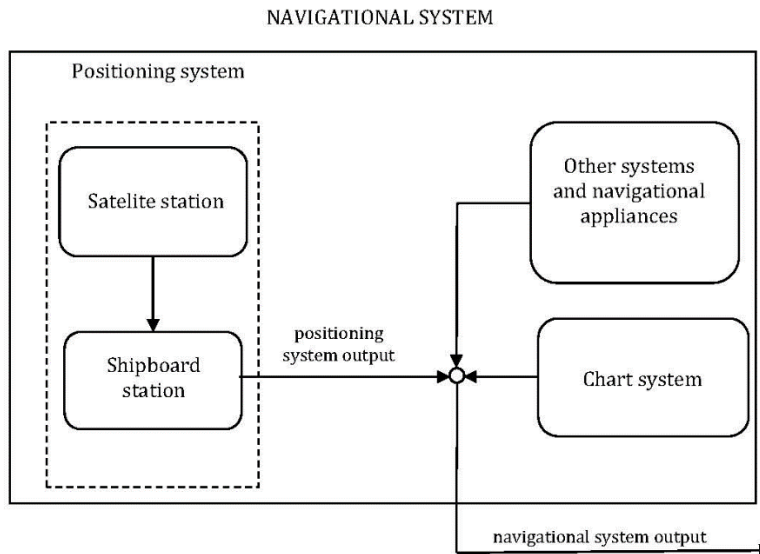 NAVIGATIONAL SYSTEM
Positioning system
Satelite station
Other systems
and navigational
appliances
positioning
system output
Shipboard
station
Chart system
navigational system output